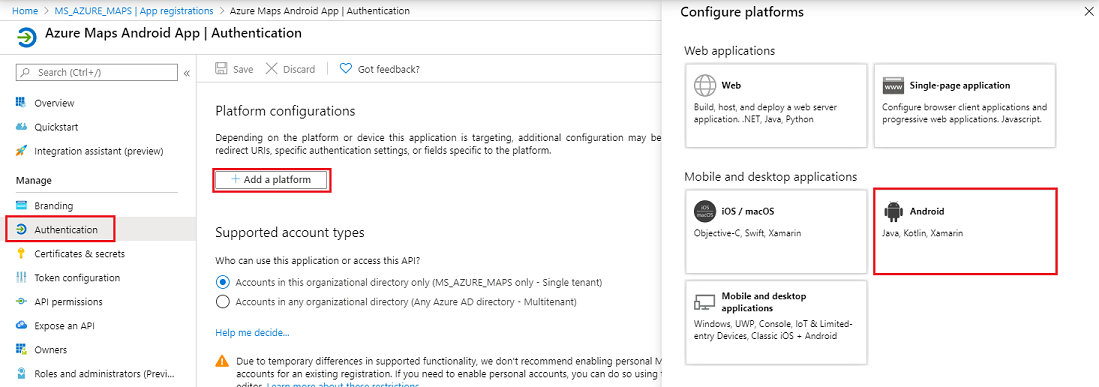 Home > MS_AZURE_MAPS | App registrations > Azure Maps Android App | Authentication
Azure Maps Android App | Authentication
Search (Ctrl+/)
«
Overview
Quickstart
Integration assistant (preview)
Manage
Branding
Authentication
Certificates & secrets
Token configuration
API permissions
Expose an API
Owners
Roles and administrators (Previ...
Save
Discard
Got feedback?
Platform configurations
Depending on the platform or device this application is targeting, additional configuration may be
redirect URIs, specific authentication settings, or fields specific to the platform.
+ Add a platform
Supported account types
Who can use this application or access this API?
Accounts in this organizational directory only (MS_AZURE_MAPS only - Single tenant)
Accounts in any organizational directory (Any Azure AD directory - Multitenant)
Help me decide...
Due to temporary differences in supported functionality, we don't recommend enabling personal M
accounts for an existing registration. If you need to enable personal accounts, you can do so using
editor. Learn more about these restrictions.
Configure platforms
Web applications
Web
Build, host, and deploy a web server
application. .NET, Java, Python
www
Single-page application
Configure browser client applications and
progressive web applications. Javascript.
Mobile and desktop applications
iOS
macOS
iOS / macOS
Objective-C, Swift, Xamarin
Android
Java, Kotlin, Xamarin
Mobile and desktop
applications
Windows, UWP, Console, IoT & Limited-
entry Devices, Classic iOS + Android